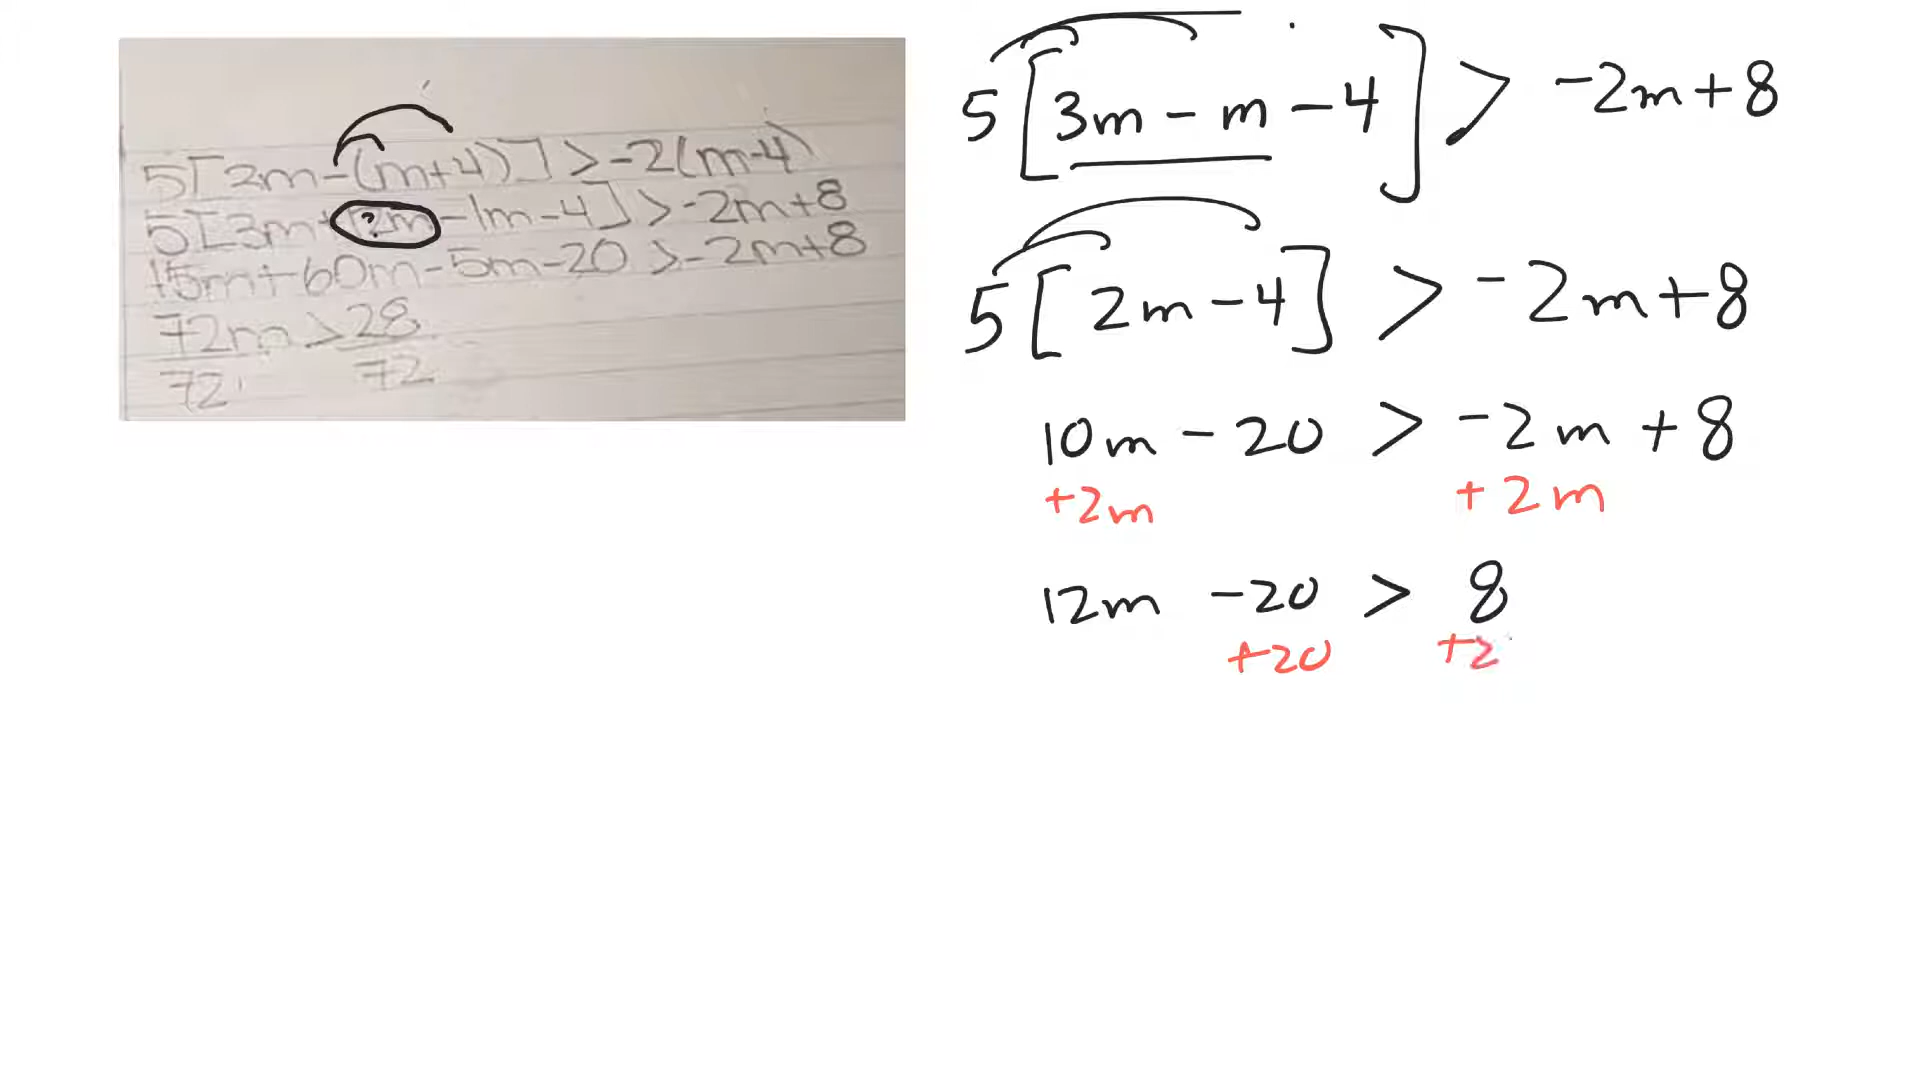 5[3m-(m+4)]>-2(m-4)
5[3m+12m-1m-4]>-2m+8
?
15m+60m-5m-20>-2m+8
72m>28
72 72
5[3m-m-4] > -2m+8
5[2m-4] > -2m+8
10m-20 > -2m+8
+2m +2m
12m -20 > 8
+20 +2